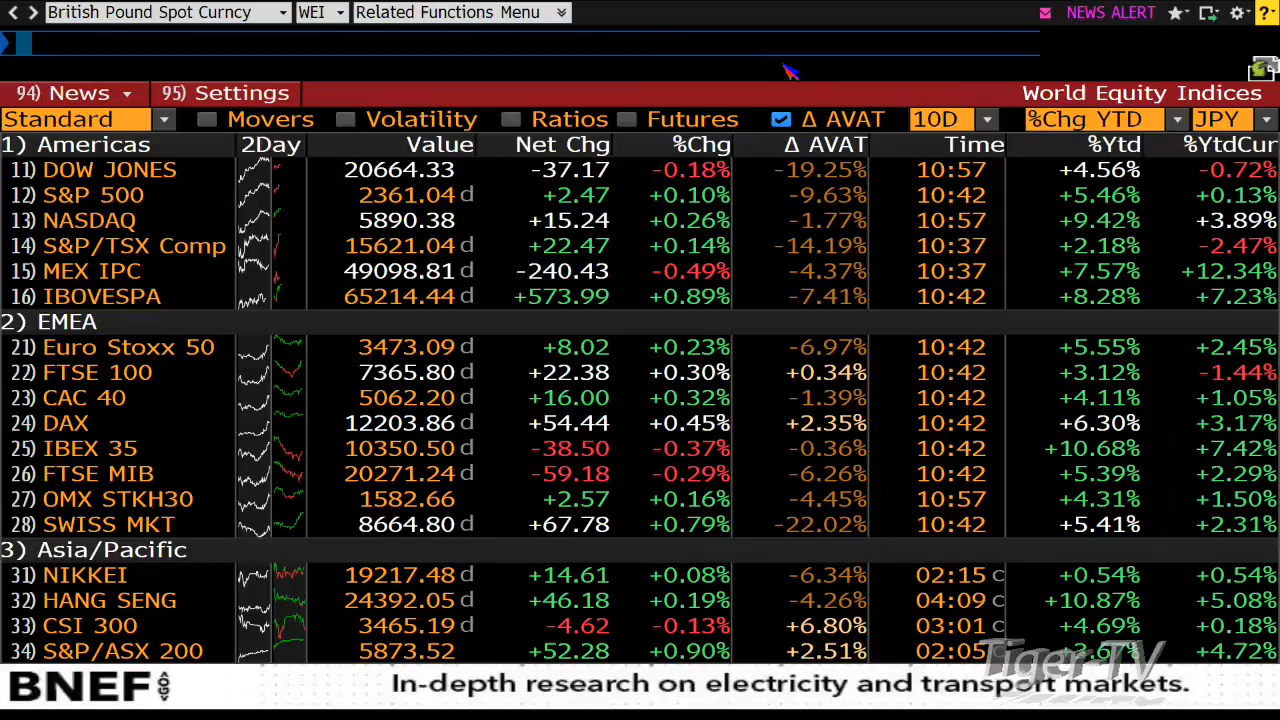 British Pound Spot Curncy WEI Related Functions Menu NEWS ALERT ?
94) News 95) Settings World Equity Indices
Standard Movers Volatility Ratios Futures Δ AVAT 10D %Chg YTD JPY
1) Americas 2Day Value Net Chg %Chg Δ AVAT Time %Ytd %YtdCur
11) DOW JONES 20664.33 -37.17 -0.18% -19.25% 10:57 +4.56% -0.72%
12) S&P 500 2361.04 d +2.47 +0.10% -9.63% 10:42 +5.46% +0.13%
13) NASDAQ 5890.38 +15.24 +0.26% -1.77% 10:57 +9.42% +3.89%
14) S&P/TSX Comp 15621.04 d +22.47 +0.14% -14.19% 10:37 +2.18% -2.47%
15) MEX IPC 49098.81 d -240.43 -0.49% -4.37% 10:37 +7.57% +12.34%
16) IBOVESPA 65214.44 d +573.99 +0.89% -7.41% 10:42 +8.28% +7.23%
2) EMEA
21) Euro Stoxx 50 3473.09 d +8.02 +0.23% -6.97% 10:42 +5.55% +2.45%
22) FTSE 100 7365.80 d +22.38 +0.30% +0.34% 10:42 +3.12% -1.44%
23) CAC 40 5062.20 d +16.00 +0.32% -1.39% 10:42 +4.11% +1.05%
24) DAX 12203.86 d +54.44 +0.45% +2.35% 10:42 +6.30% +3.17%
25) IBEX 35 10350.50 d -38.50 -0.37% -0.36% 10:42 +10.68% +7.42%
26) FTSE MIB 20271.24 d -59.18 -0.29% -6.26% 10:42 +5.39% +2.29%
27) OMX STKH30 1582.66 +2.57 +0.16% -4.45% 10:57 +4.31% +1.50%
28) SWISS MKT 8664.80 d +67.78 +0.79% -22.02% 10:42 +5.41% +2.31%
3) Asia/Pacific
31) NIKKEI 19217.48 d +14.61 +0.08% -6.34% 02:15 c +0.54% +0.54%
32) HANG SENG 24392.05 d +46.18 +0.19% -4.26% 04:09 c +10.87% +5.08%
33) CSI 300 3465.19 d -4.62 -0.13% +6.80% 03:01 c +4.69% +0.18%
34) S&P/ASX 200 5873.52 +52.28 +0.90% +2.51% 02:05 +4.72%
Tiger-TV
BNEF <GO> In-depth research on electricity and transport markets.